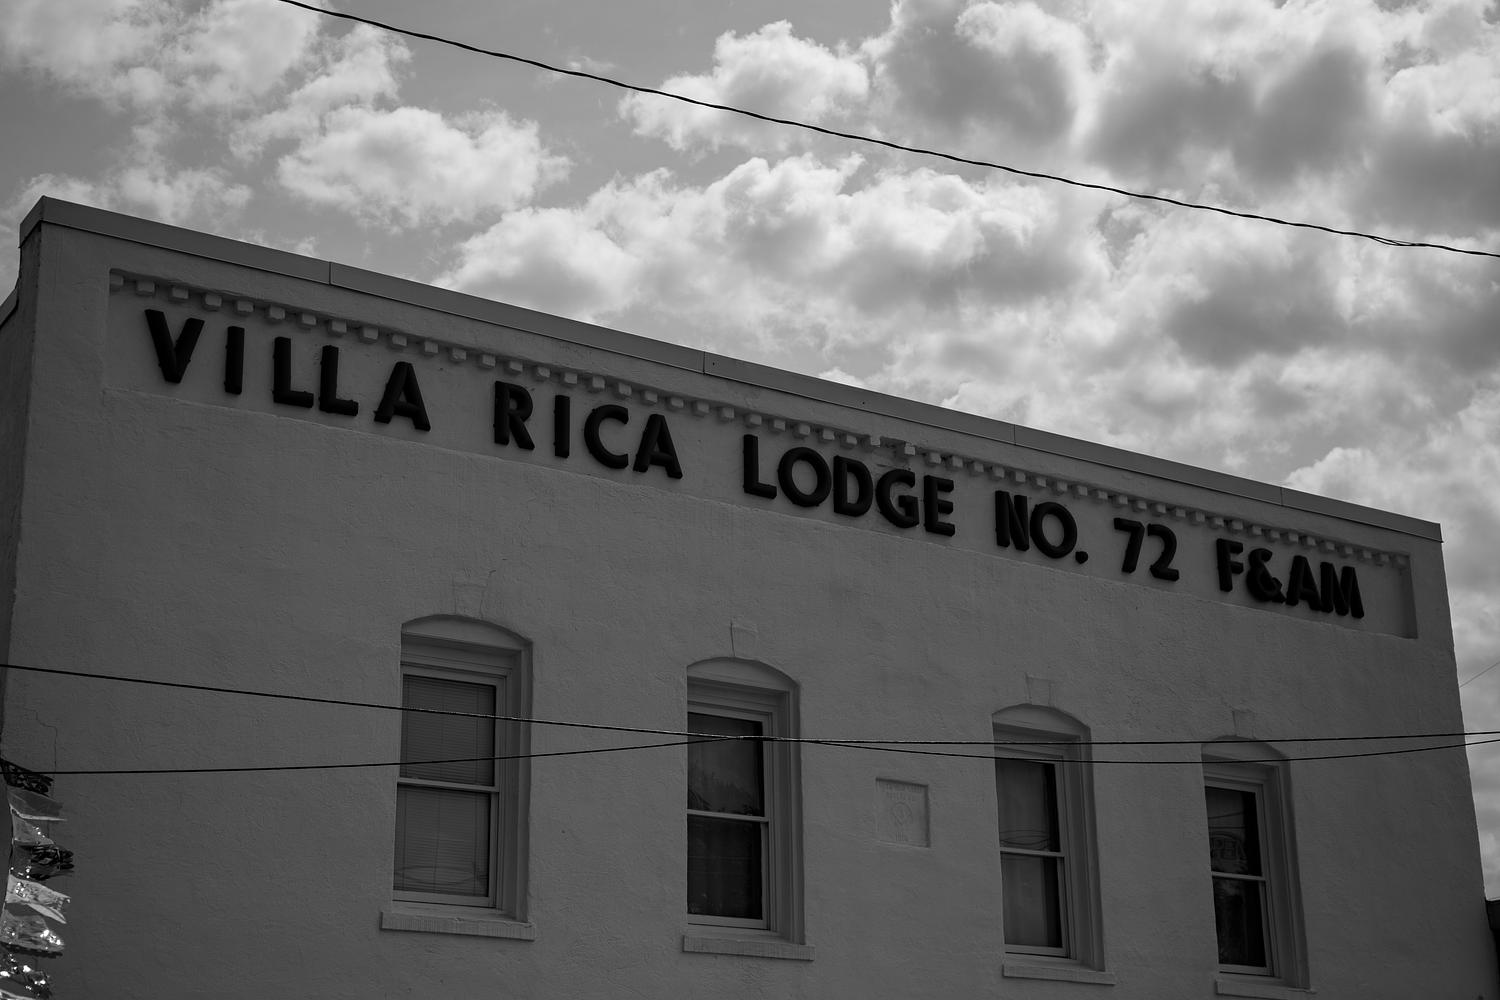 VILLA RICA LODGE NO. 72 F&AM